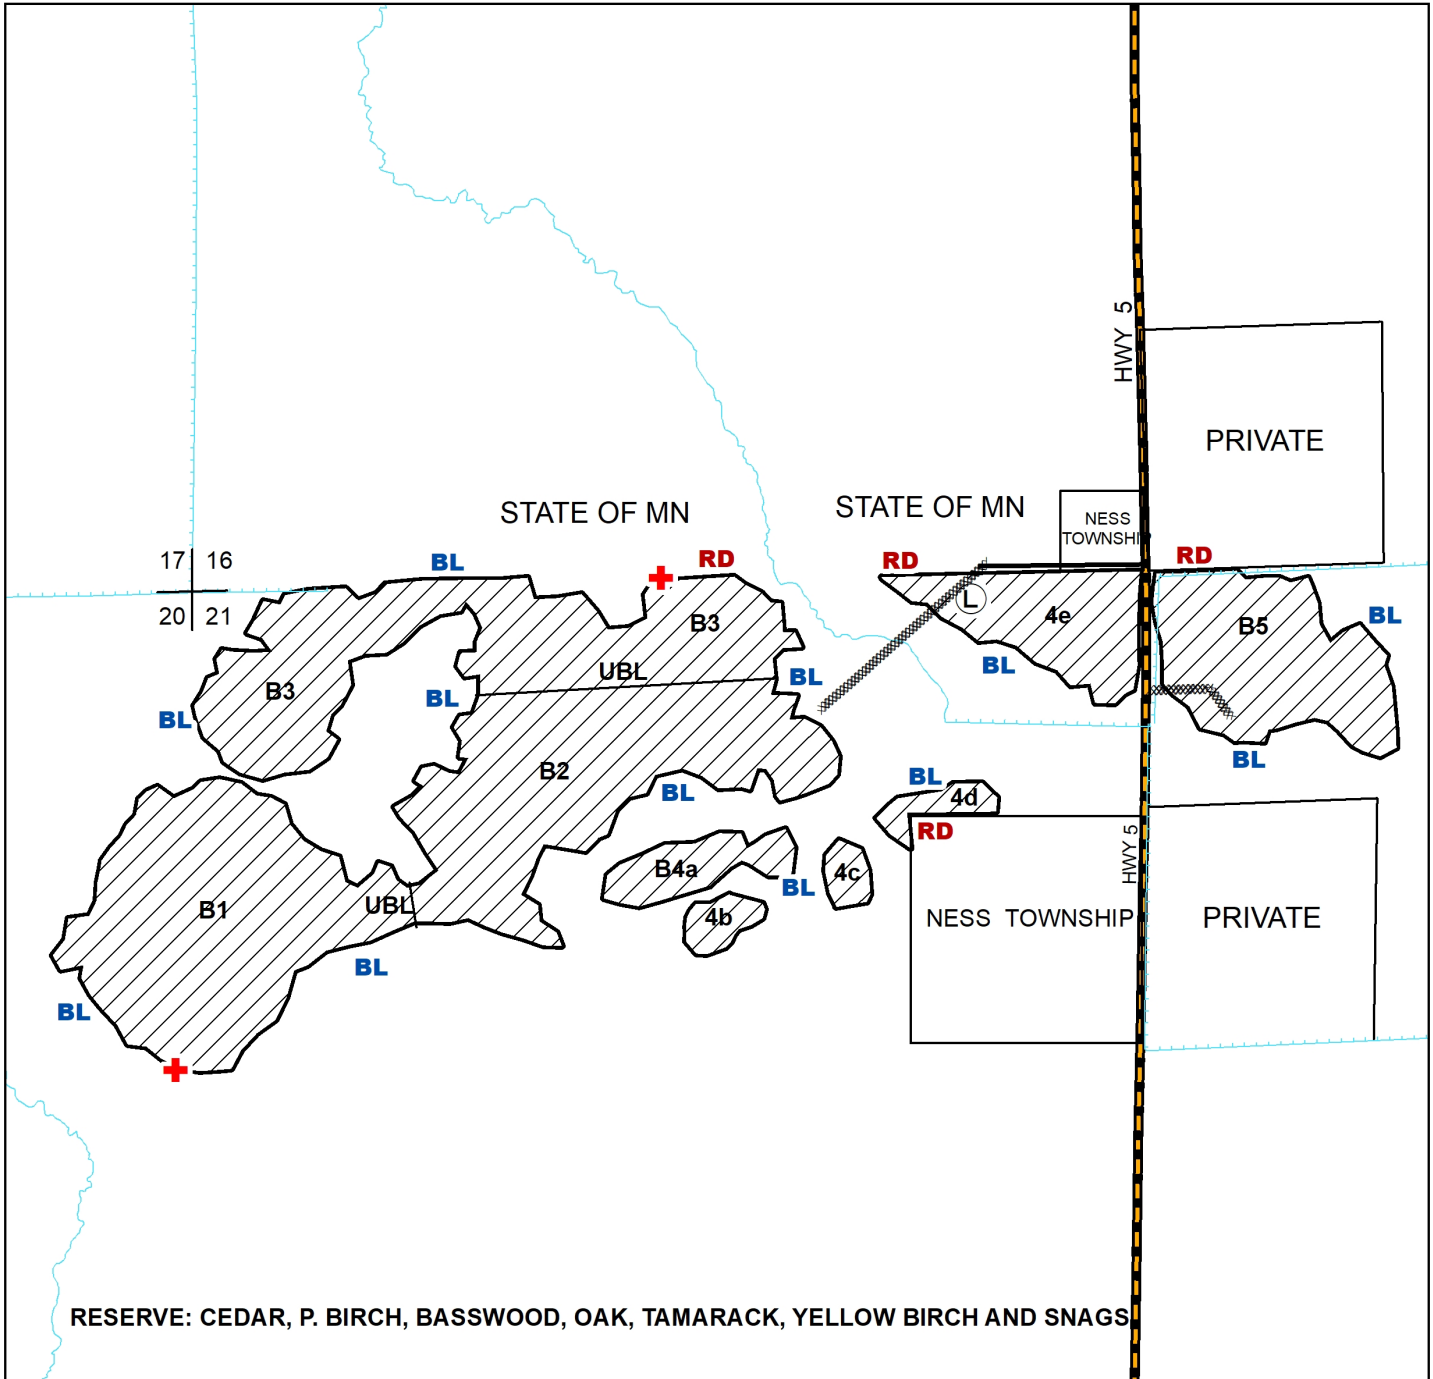 HWY 5
PRIVATE
STATE OF MN
STATE OF MN
NESS
TOWNSHIP
17 16
20 21
BL
RD
RD
RD
B3
4e
L
B5
BL
UBL
B3
BL
BL
BL
BL
BL
B2
BL
BL
4d
RD
HWY 5
B4a
4c
BL
4b
B1
UBL
NESS TOWNSHIP
PRIVATE
BL
BL
RESERVE: CEDAR, P. BIRCH, BASSWOOD, OAK, TAMARACK, YELLOW BIRCH AND SNAGS